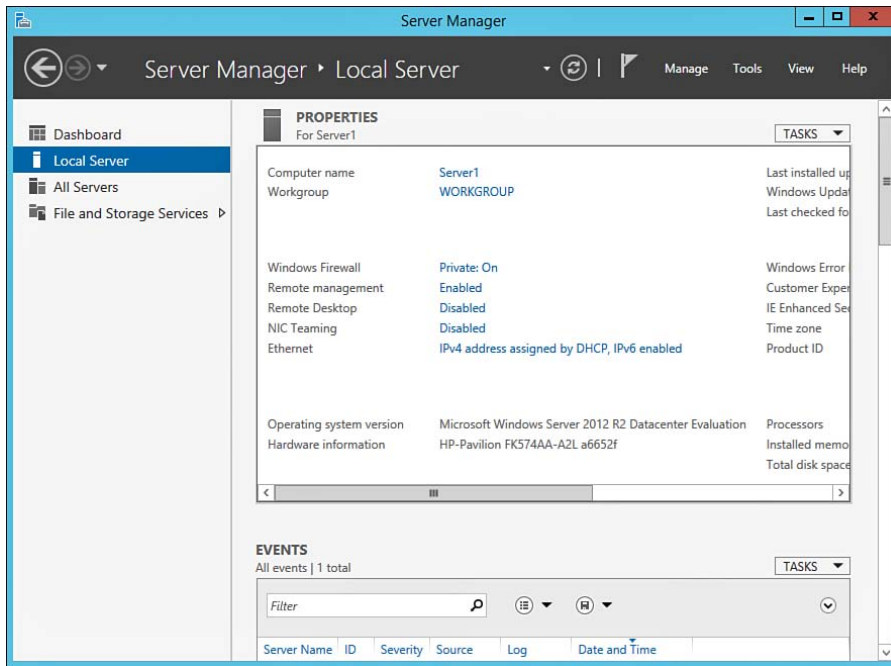 Server Manager
Server Manager ‣ Local Server
Manage Tools View Help
Dashboard
Local Server
All Servers
File and Storage Services
PROPERTIES
For Server1
TASKS
Computer name Server1 Last installed up
Workgroup WORKGROUP Windows Updat
Last checked fo
Windows Firewall Private: On Windows Error
Remote management Enabled Customer Exper
Remote Desktop Disabled IE Enhanced Sec
NIC Teaming Disabled Time zone
Ethernet IPv4 address assigned by DHCP, IPv6 enabled Product ID
Operating system version Microsoft Windows Server 2012 R2 Datacenter Evaluation Processors
Hardware information HP-Pavilion FK574AA-A2L a6652f Installed memo
Total disk space
EVENTS
All events | 1 total
TASKS
Filter
Server Name ID Severity Source Log Date and Time